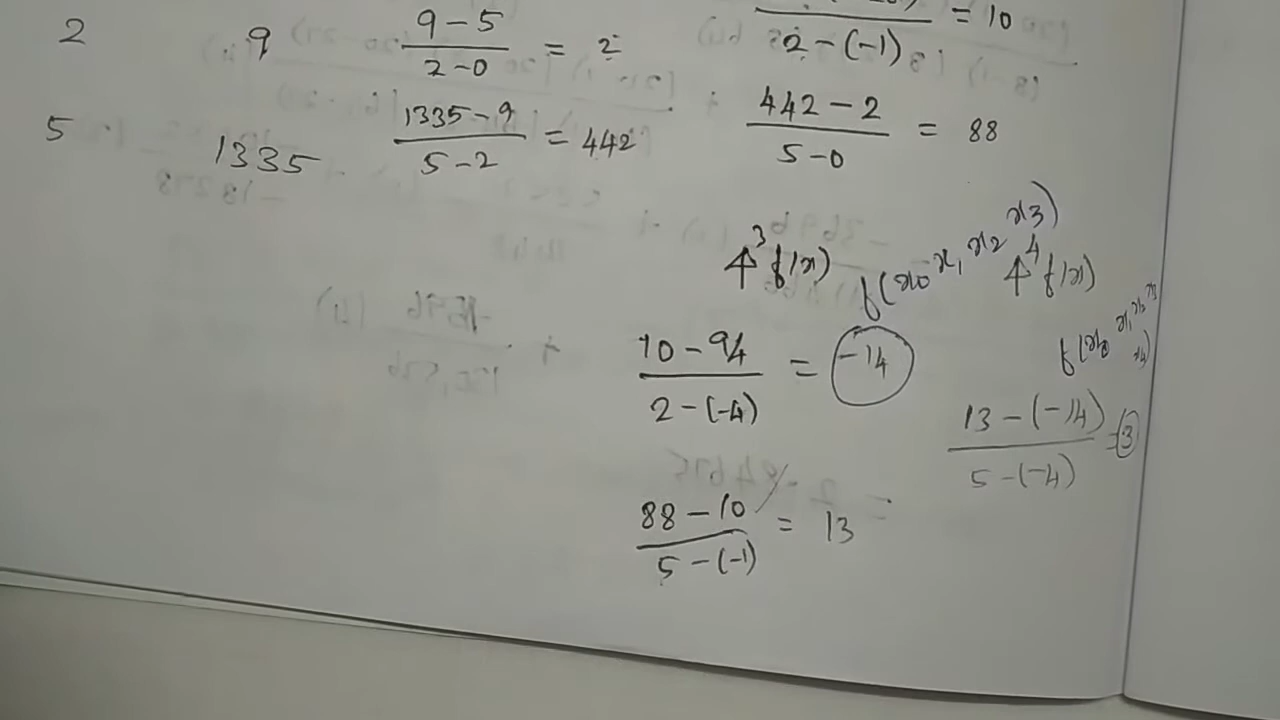 2 9 9-5/2-0 = 2 /2-(-1) = 10
5 1335 1335-9/5-2 = 442 442-2/5-0 = 88
⧋³f(x) f(x0 x1 x2 x3) ⧋⁴f(x)
f(x0 x1 x2 x3 x4)
10-94/2-(-4) = -14 13-(-14)/5-(-4) = 3
88-10/5-(-1) = 13